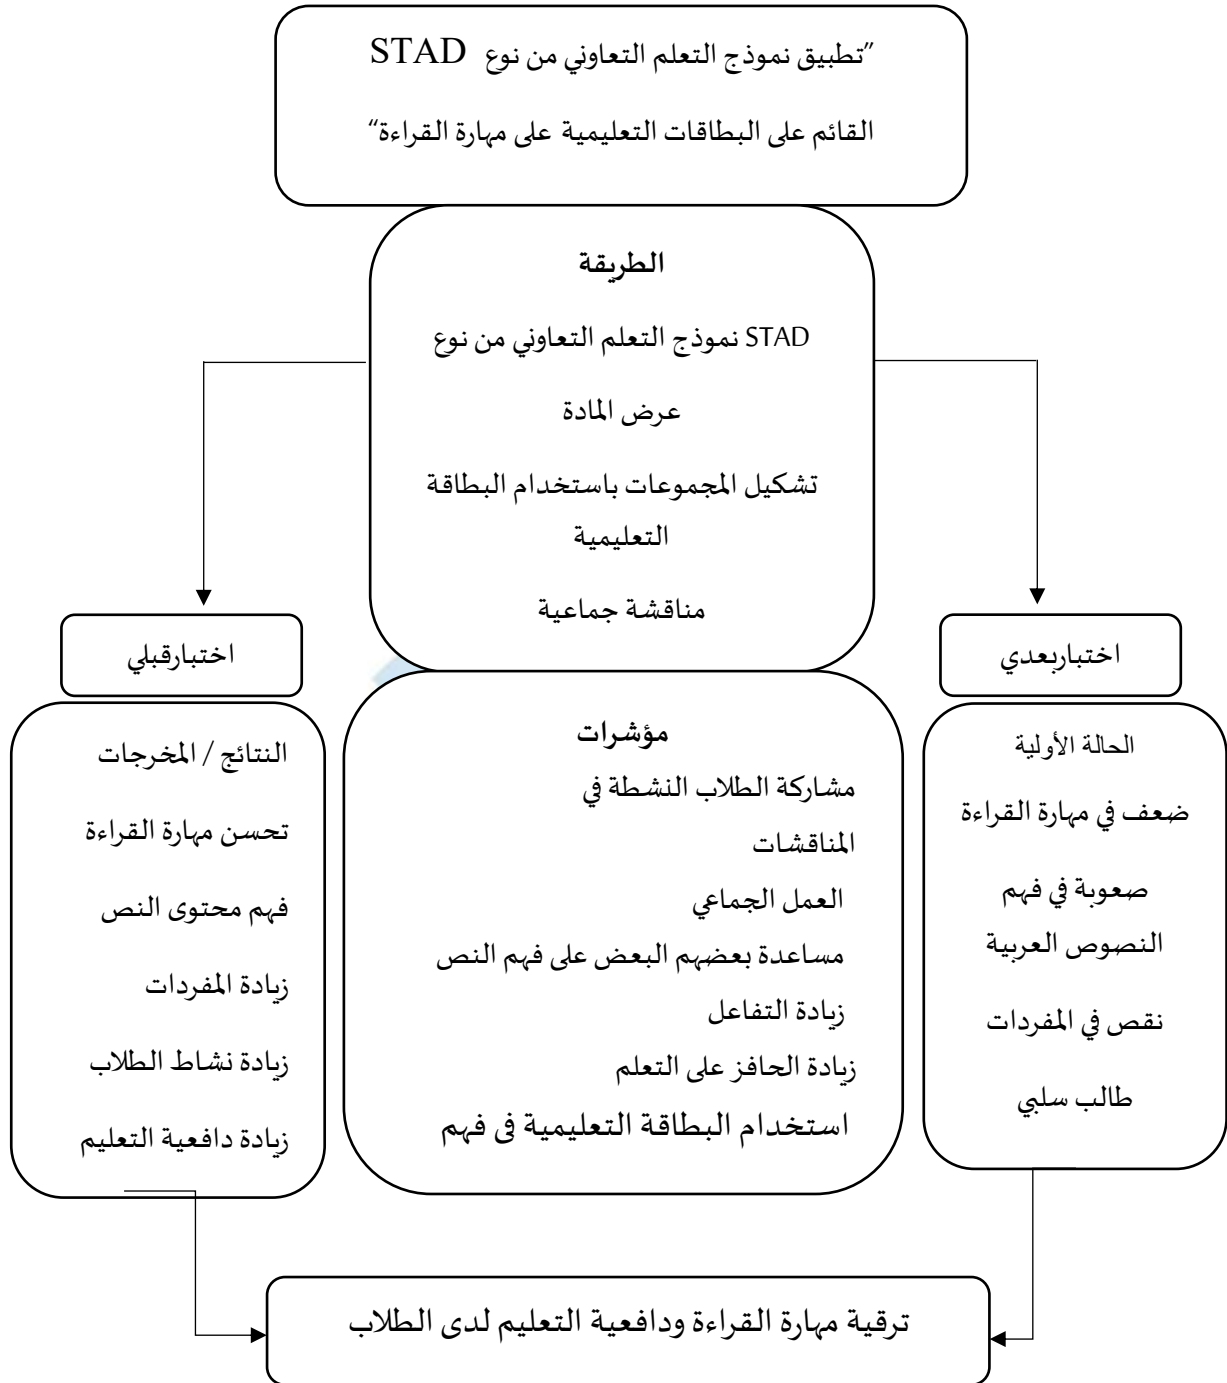 "تطبيق نموذج التعلم التعاوني من نوع STAD
القائم على البطاقات التعليمية على مهارة القراءة"
الطريقة
STAD نموذج التعلم التعاوني من نوع
عرض المادة
تشكيل المجموعات باستخدام البطاقة
التعليمية
مناقشة جماعية
اختباربعدي
الحالة الأولية
ضعف في مهارة القراءة
صعوبة في فهم
النصوص العربية
نقص في المفردات
طالب سلبي
مؤشرات
مشاركة الطلاب النشطة في
المناقشات
العمل الجماعي
مساعدة بعضهم البعض على فهم النص
زيادة التفاعل
زيادة الحافز على التعلم
استخدام البطاقة التعليمية فى فهم
اختبارقبلي
النتائج / المخرجات
تحسن مهارة القراءة
فهم محتوى النص
زيادة المفردات
زيادة نشاط الطلاب
زيادة دافعية التعليم
ترقية مهارة القراءة ودافعية التعليم لدى الطلاب